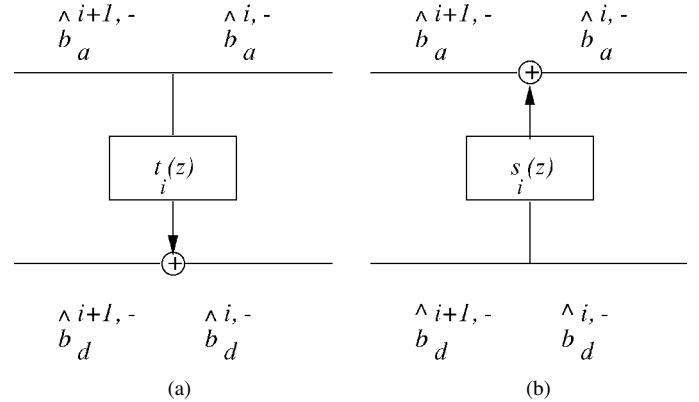 ^ i+1, - ^ i, - ^ i+1, - ^ i, -
b a b a b a b a
+
t i (z) s i (z)
+
^ i+1, - ^ i, - ^ i+1, - ^ i, -
b d b d b d b d
(a) (b)